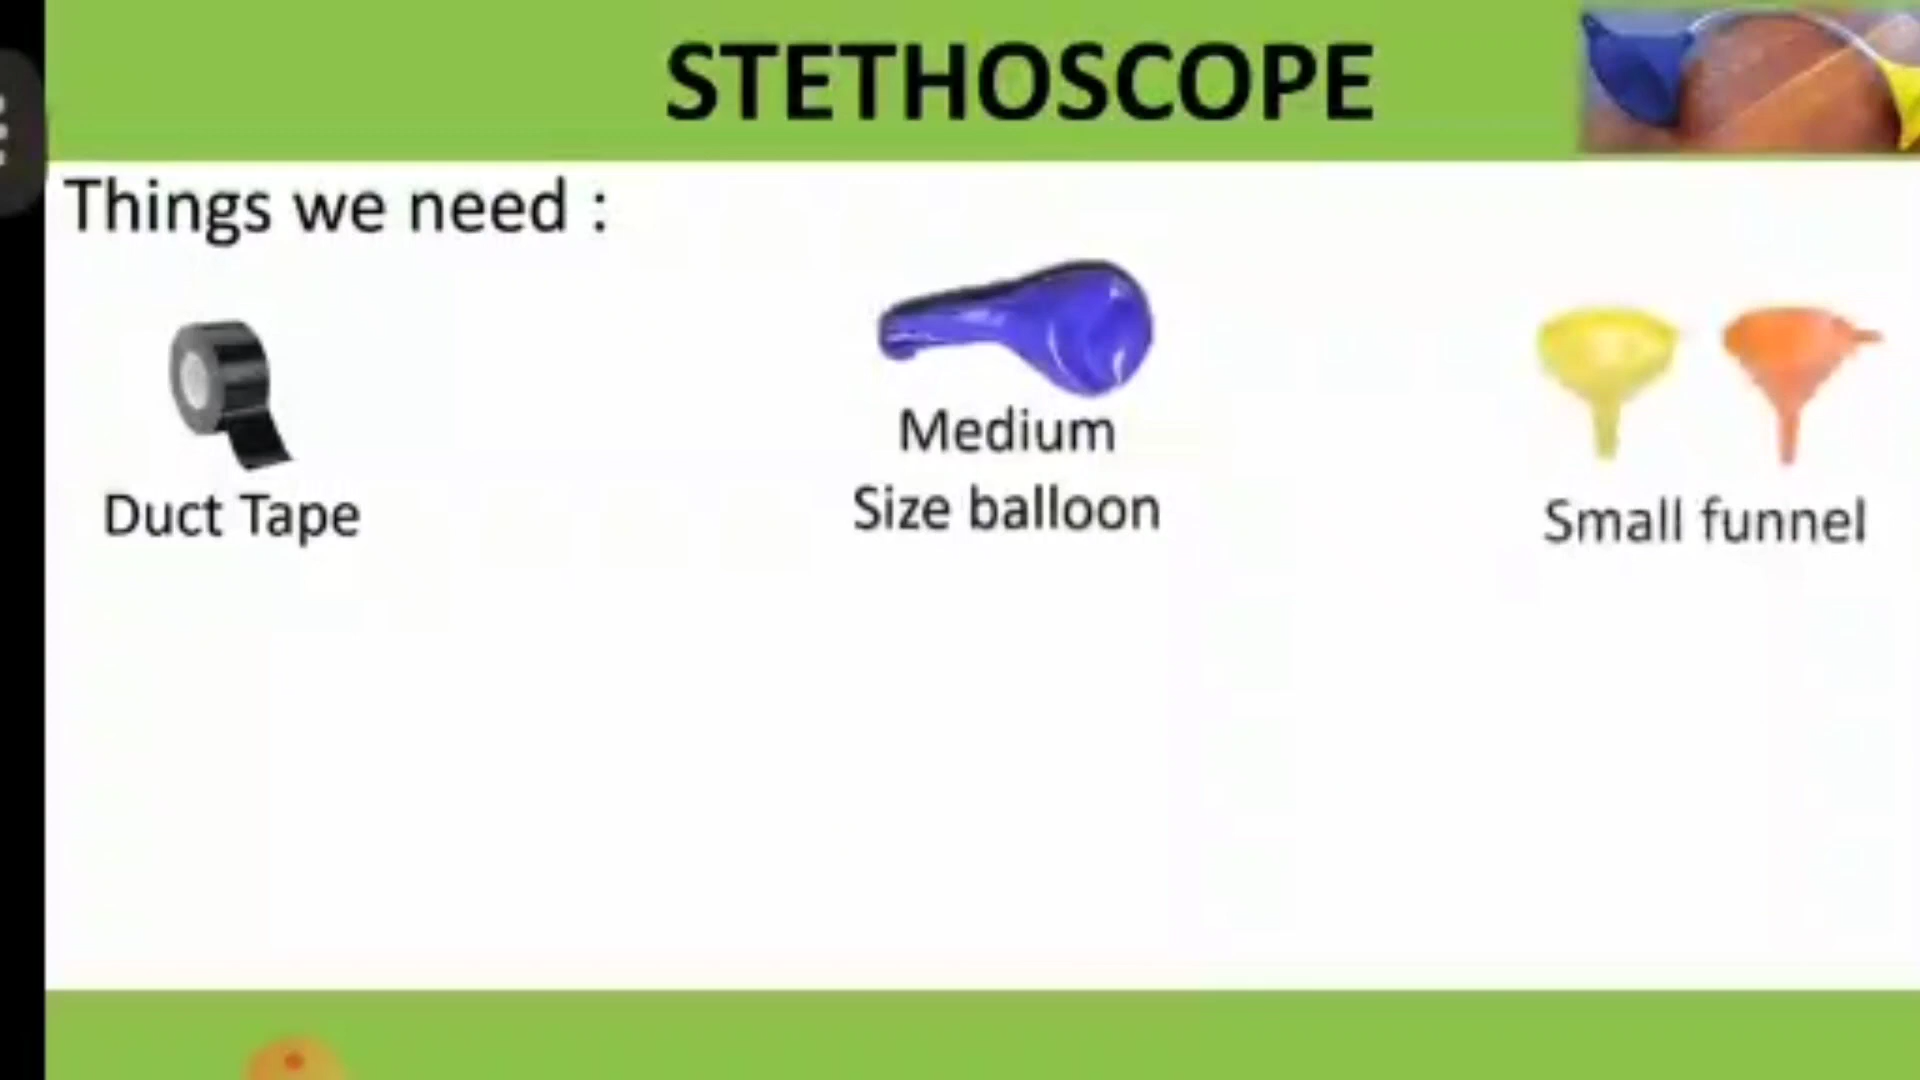 STETHOSCOPE
Things we need :
Duct Tape
Medium
Size balloon
Small funnel